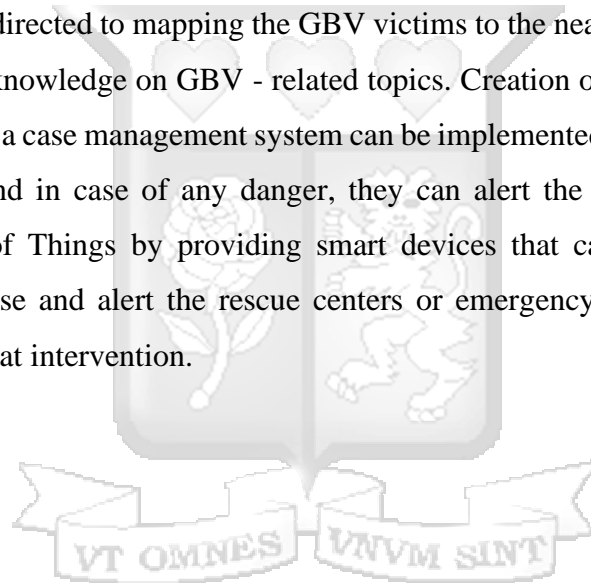 directed to mapping the GBV victims to the nea
knowledge on GBV - related topics. Creation o
a case management system can be implemented
nd in case of any danger, they can alert the
of Things by providing smart devices that ca
se and alert the rescue centers or emergency
at intervention.
VT OMNES VNVM SINT